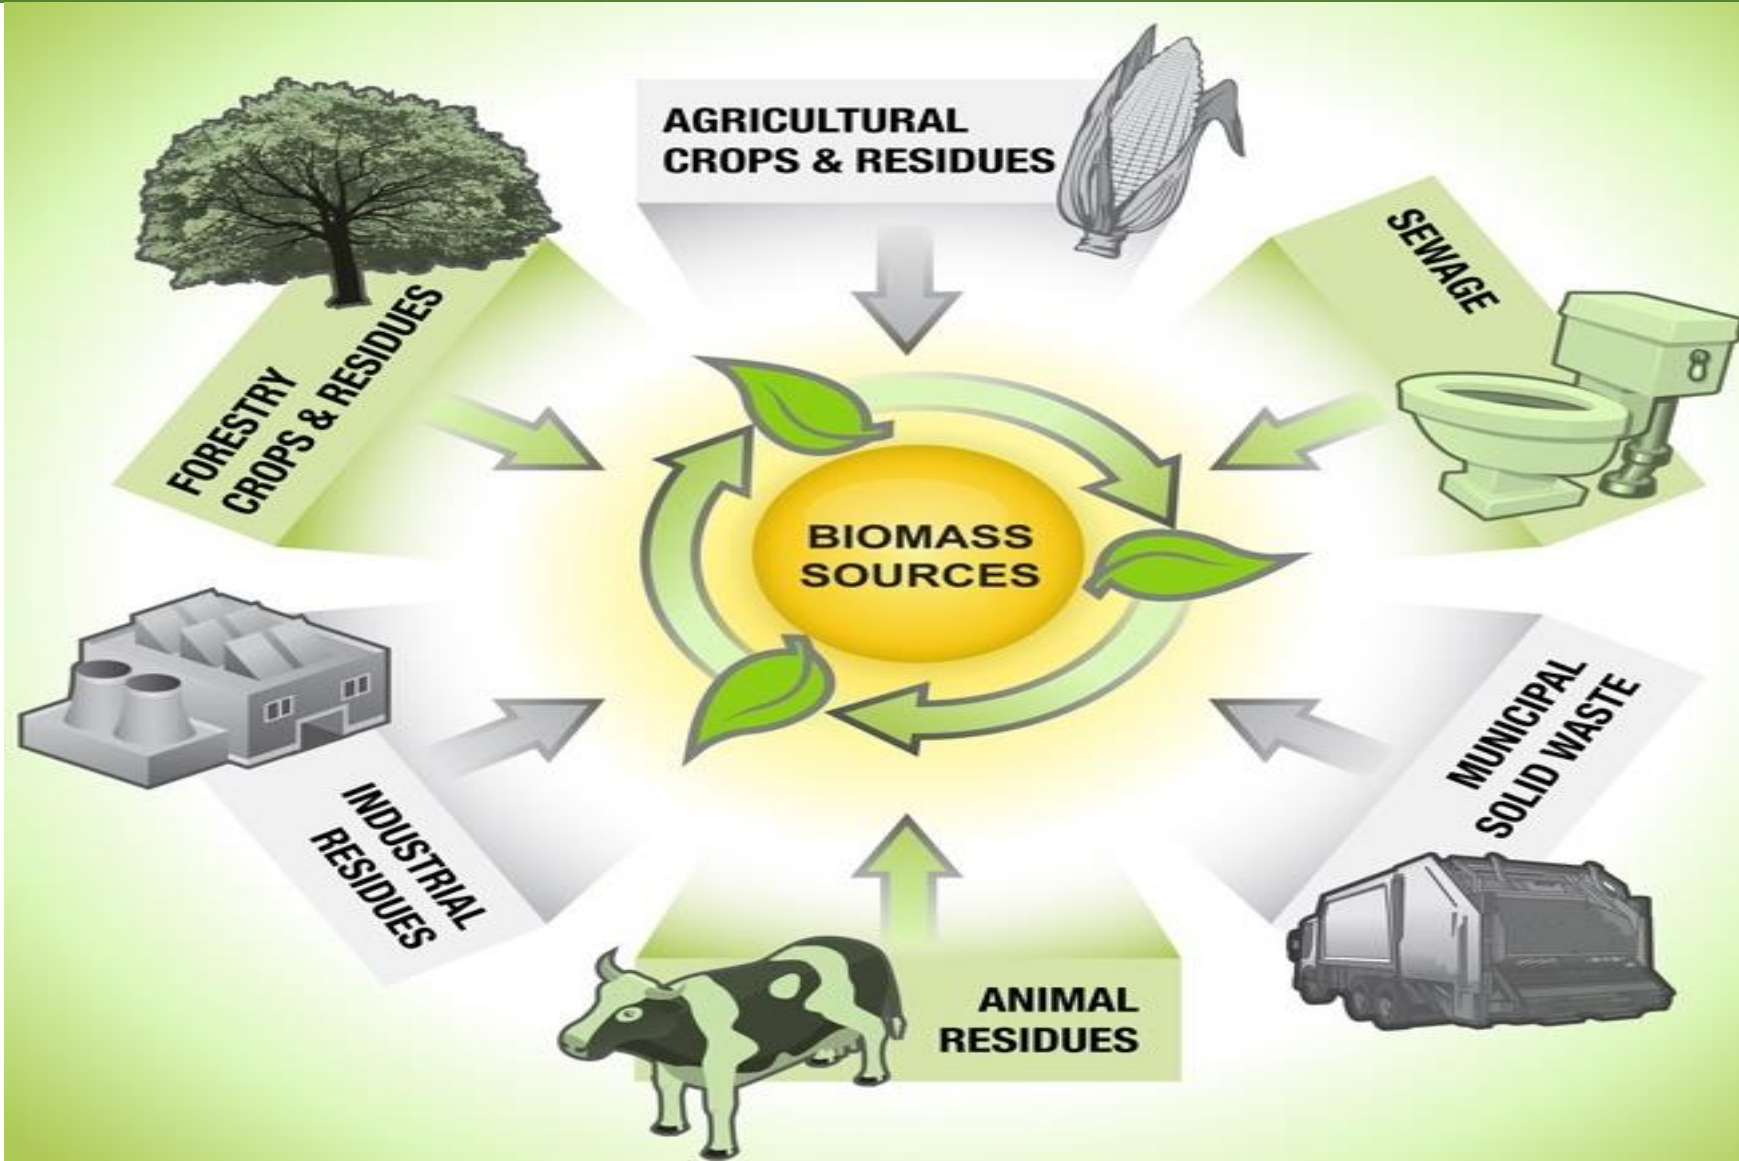 AGRICULTURAL
CROPS & RESIDUES
SEWAGE
FORESTRY
CROPS & RESIDUES
BIOMASS
SOURCES
MUNICIPAL
SOLID WASTE
INDUSTRIAL
RESIDUES
ANIMAL
RESIDUES